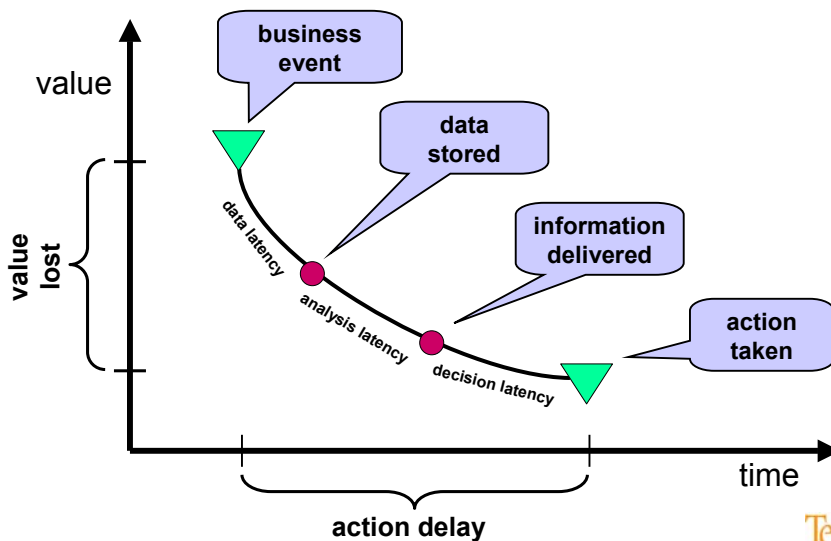 business
event
value
data
stored
information
delivered
action
taken
value
lost
data latency
analysis latency
decision latency
time
action delay
Te